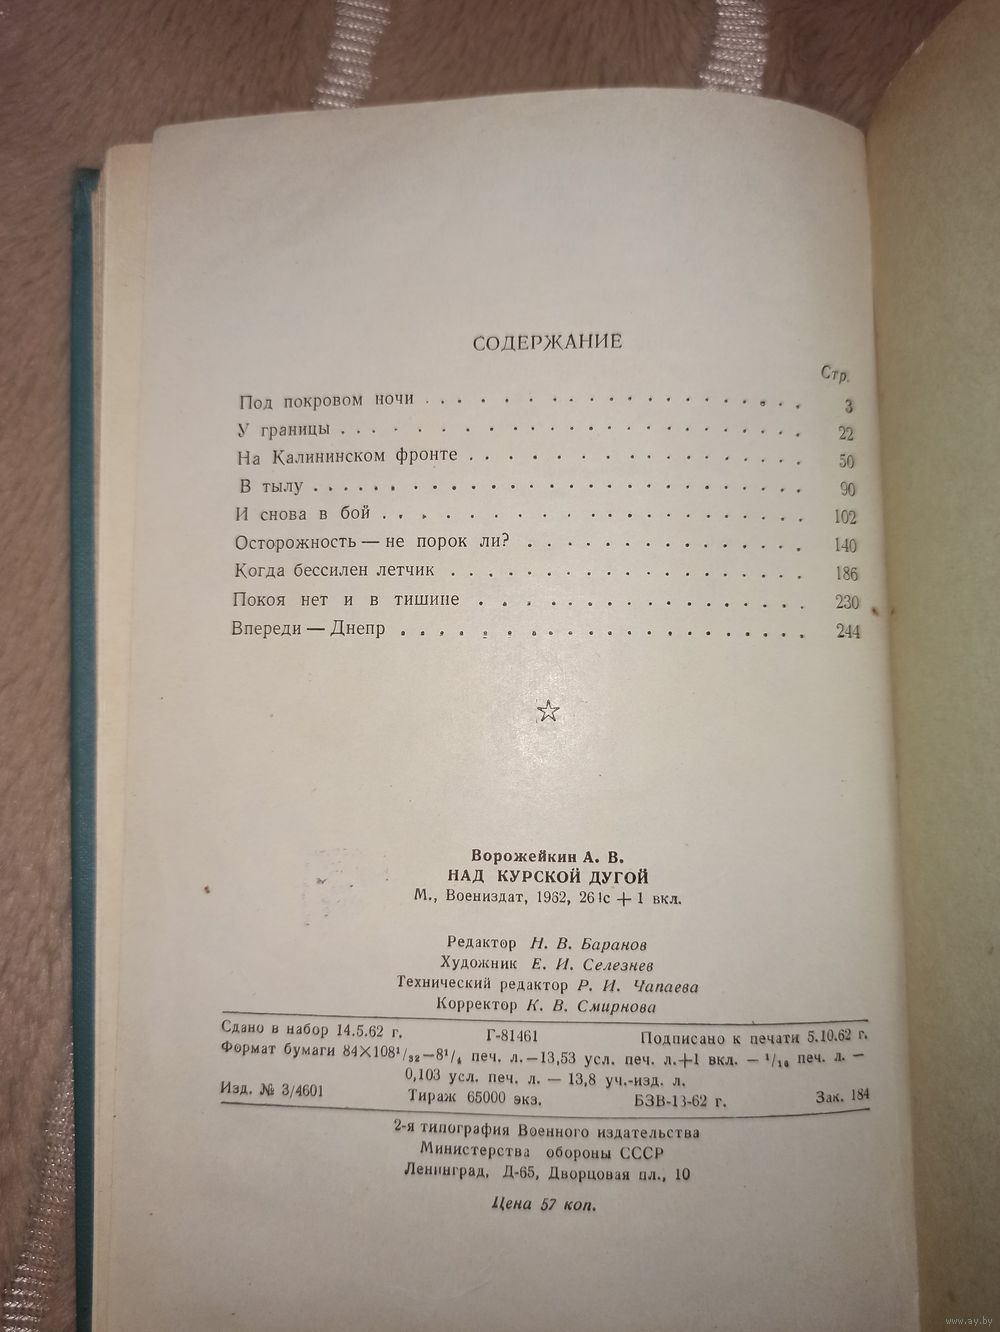 СОДЕРЖАНИЕ
Стр.
Под покровом ночи . . . . . . . . . . . . . . . . . . . . 3
У границы . . . . . . . . . . . . . . . . . . . . . . 22
На Калининском фронте . . . . . . . . . . . . . . . . 50
В тылу . . . . . . . . . . . . . . . . . . . . . . . . 90
И снова в бой . . . . . . . . . . . . . . . . . . . . 102
Осторожность — не порок ли? . . . . . . . . . . . . . 140
Когда бессилен летчик . . . . . . . . . . . . . . . . 186
Покоя нет и в тишине . . . . . . . . . . . . . . . . 230
Впереди — Днепр . . . . . . . . . . . . . . . . . . . 244
Ворожейкин А. В.
НАД КУРСКОЙ ДУГОЙ
М., Воениздат, 1962, 261с + 1 вкл.
Редактор Н. В. Баранов
Художник Е. И. Селезнев
Технический редактор Р. И. Чапаева
Корректор К. В. Смирнова
Сдано в набор 14.5.62 г. Г-81461 Подписано к печати 5.10.62 г.
Формат бумаги 84×108¹/₃₂—8¹/₄ печ. л.—13,53 усл. печ. л.+1 вкл. — ¹/₁₆ печ. л. —
0,103 усл. печ. л. — 13,8 уч.-изд. л.
Изд. № 3/4601 Тираж 65000 экз. БЗВ-13-62 г. Зак. 184
2-я типография Военного издательства
Министерства обороны СССР
Ленинград, Д-65, Дворцовая пл., 10
Цена 57 коп.
www.ay.by